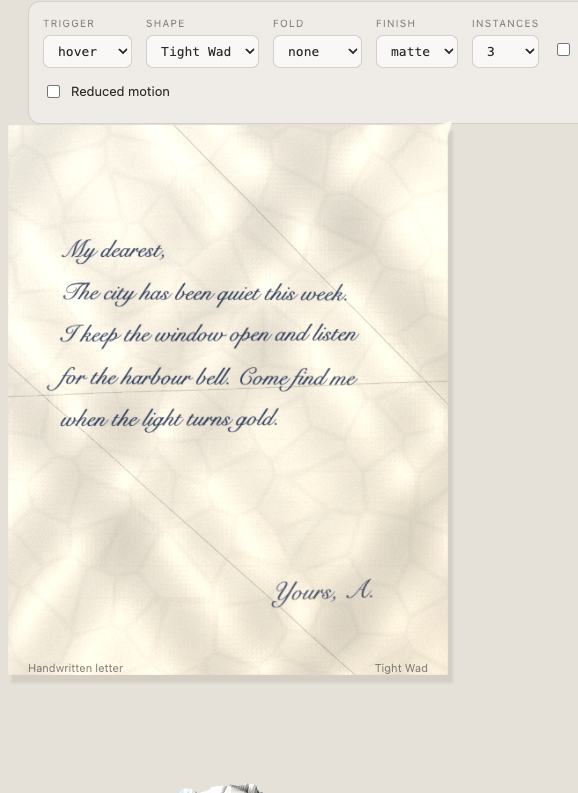 TRIGGER SHAPE FOLD FINISH INSTANCES
hover Tight Wad none matte 3
Reduced motion
My dearest,
The city has been quiet this week.
I keep the window open and listen
for the harbour bell. Come find me
when the light turns gold.
Yours, A.
Handwritten letter Tight Wad